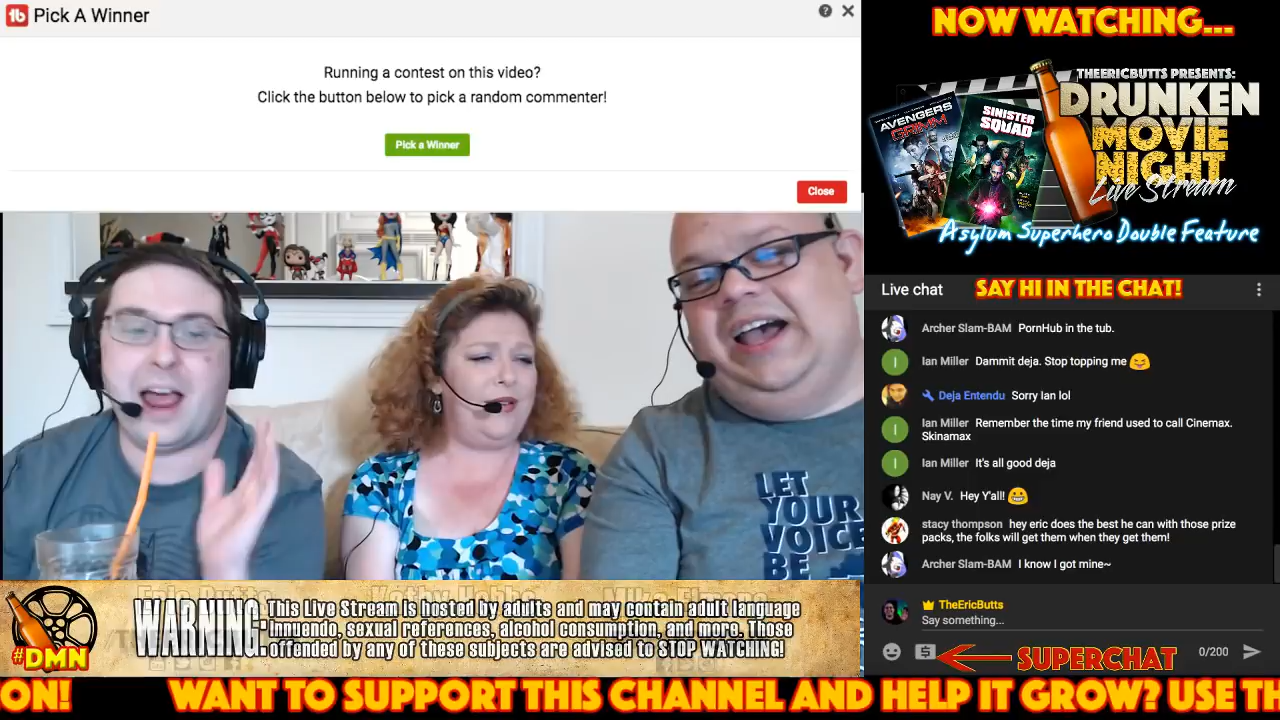 Pick A Winner
Running a contest on this video?
Click the button below to pick a random commenter!
Pick a Winner
Close
LET
YOUR
VOICE
BE
#DMN
WARNING:
This Live Stream is hosted by adults and may contain adult language
innuendo, sexual references, alcohol consumption, and more. Those
offended by any of these subjects are advised to STOP WATCHING!
NOW WATCHING...
THEERICBUTTS PRESENTS:
DRUNKEN
MOVIE
NIGHT
Live Stream
AVENGERS
GRIMM
SINISTER
SQUAD
Asylum Superhero Double Feature
Live chat
SAY HI IN THE CHAT!
Archer Slam-BAM PornHub in the tub.
Ian Miller Dammit deja. Stop topping me 😆
Deja Entendu Sorry Ian lol
Ian Miller Remember the time my friend used to call Cinemax.
Skinamax
Ian Miller It's all good deja
Nay V. Hey Y'all! 😁
stacy thompson hey eric does the best he can with those prize
packs, the folks will get them when they get them!
Archer Slam-BAM I know I got mine~
TheEricButts
Say something...
SUPERCHAT
0/200
ON! WANT TO SUPPORT THIS CHANNEL AND HELP IT GROW? USE TH